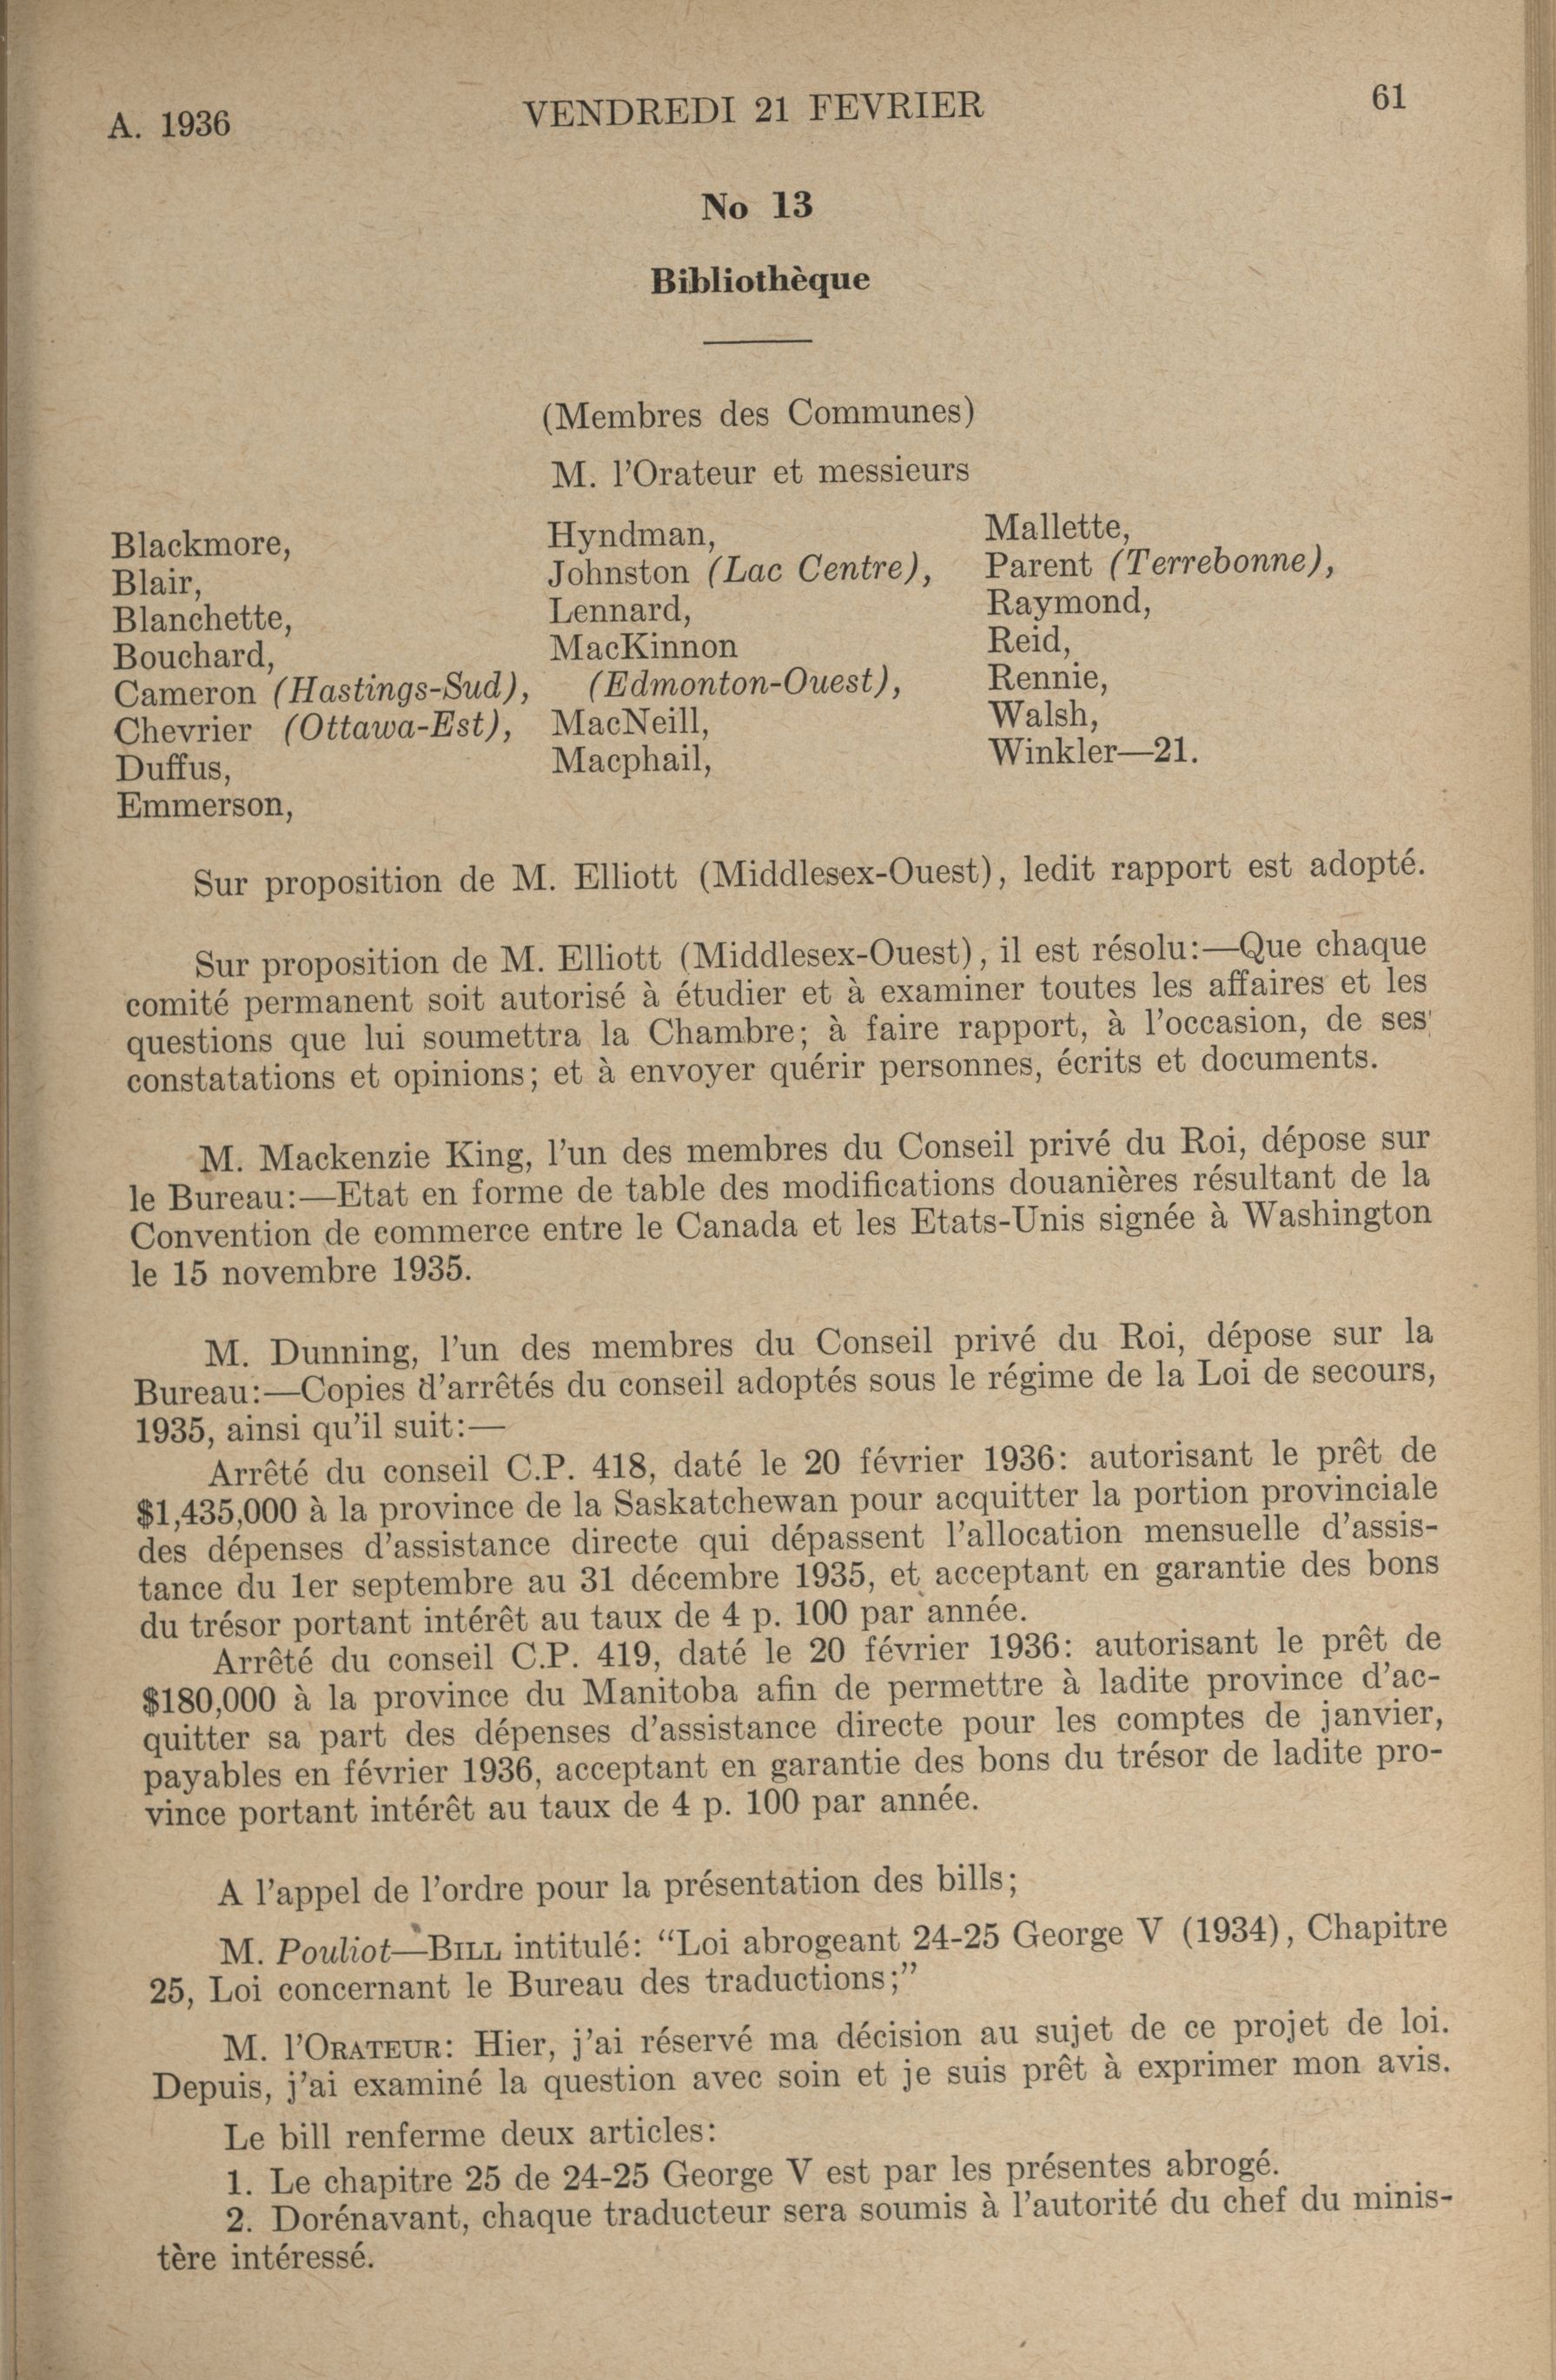 A. 1936
VENDREDI 21 FEVRIER
61
No 13
Bibliothèque
(Membres des Communes)
M. l'Orateur et messieurs
Blackmore,
Blair,
Blanchette,
Bouchard,
Cameron (Hastings-Sud),
Chevrier (Ottawa-Est),
Duffus,
Emmerson,
Hyndman,
Johnston (Lac Centre),
Lennard,
MacKinnon
(Edmonton-Ouest),
MacNeill,
Macphail,
Mallette,
Parent (Terrebonne),
Raymond,
Reid,
Rennie,
Walsh,
Winkler—21.
Sur proposition de M. Elliott (Middlesex-Ouest), ledit rapport est adopté.
Sur proposition de M. Elliott (Middlesex-Ouest), il est résolu:—Que chaque
comité permanent soit autorisé à étudier et à examiner toutes les affaires et les
questions que lui soumettra la Chambre; à faire rapport, à l'occasion, de ses
constatations et opinions; et à envoyer quérir personnes, écrits et documents.
M. Mackenzie King, l'un des membres du Conseil privé du Roi, dépose sur
le Bureau:—Etat en forme de table des modifications douanières résultant de la
Convention de commerce entre le Canada et les Etats-Unis signée à Washington
le 15 novembre 1935.
M. Dunning, l'un des membres du Conseil privé du Roi, dépose sur la
Bureau:—Copies d'arrêtés du conseil adoptés sous le régime de la Loi de secours,
1935, ainsi qu'il suit:—
Arrêté du conseil C.P. 418, daté le 20 février 1936: autorisant le prêt de
$1,435,000 à la province de la Saskatchewan pour acquitter la portion provinciale
des dépenses d'assistance directe qui dépassent l'allocation mensuelle d'assis-
tance du 1er septembre au 31 décembre 1935, et acceptant en garantie des bons
du trésor portant intérêt au taux de 4 p. 100 par année.
Arrêté du conseil C.P. 419, daté le 20 février 1936: autorisant le prêt de
$180,000 à la province du Manitoba afin de permettre à ladite province d'ac-
quitter sa part des dépenses d'assistance directe pour les comptes de janvier,
payables en février 1936, acceptant en garantie des bons du trésor de ladite pro-
vince portant intérêt au taux de 4 p. 100 par année.
A l'appel de l'ordre pour la présentation des bills;
M. Pouliot—BILL intitulé: "Loi abrogeant 24-25 George V (1934), Chapitre
25, Loi concernant le Bureau des traductions;"
M. l'ORATEUR: Hier, j'ai réservé ma décision au sujet de ce projet de loi.
Depuis, j'ai examiné la question avec soin et je suis prêt à exprimer mon avis.
Le bill renferme deux articles:
1. Le chapitre 25 de 24-25 George V est par les présentes abrogé.
2. Dorénavant, chaque traducteur sera soumis à l'autorité du chef du minis-
tère intéressé.